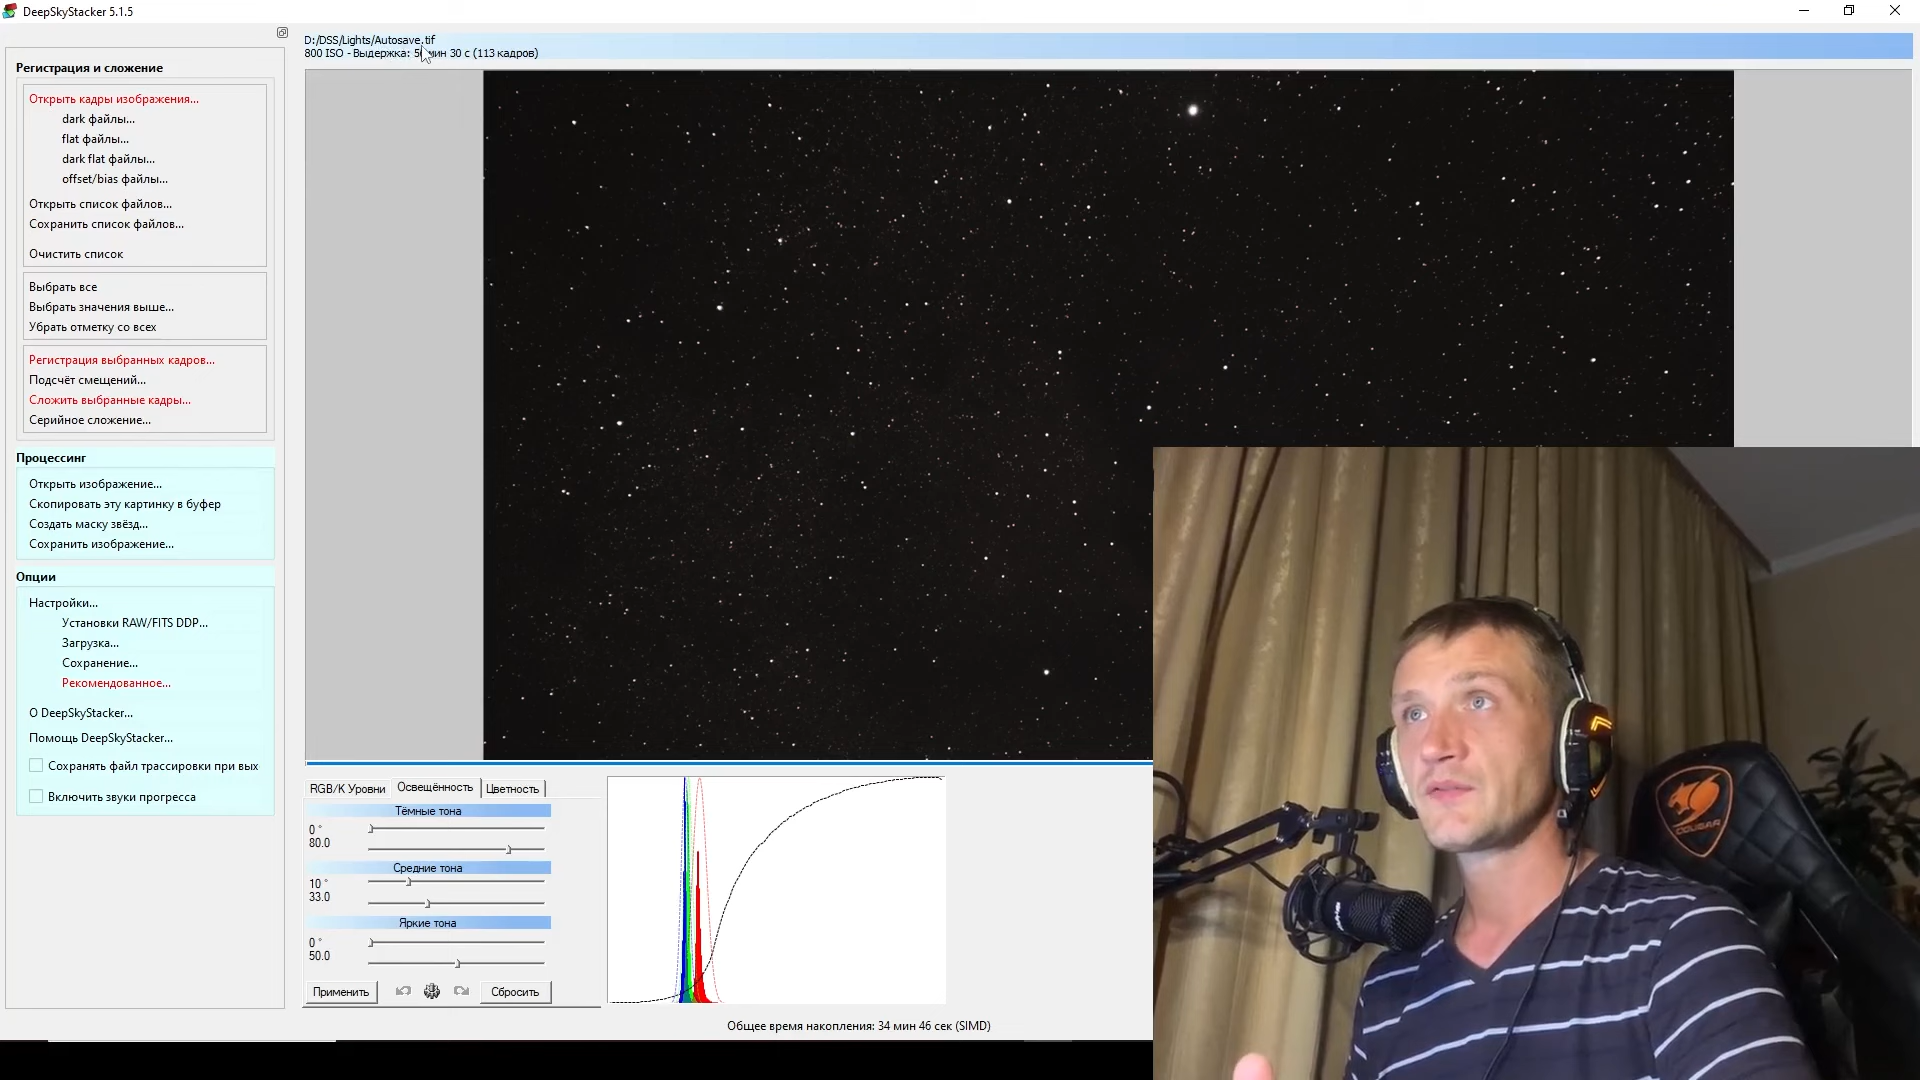 DeepSkyStacker 5.1.5
D:/DSS/Lights/Autosave.tif
800 ISO - Выдержка: 5 мин 30 с (113 кадров)
Регистрация и сложение
Открыть кадры изображения...
dark файлы...
flat файлы...
dark flat файлы...
offset/bias файлы...
Открыть список файлов...
Сохранить список файлов...
Очистить список
Выбрать все
Выбрать значения выше...
Убрать отметку со всех
Регистрация выбранных кадров...
Подсчёт смещений...
Сложить выбранные кадры...
Серийное сложение...
Процессинг
Открыть изображение...
Скопировать эту картинку в буфер
Создать маску звёзд...
Сохранить изображение...
Опции
Настройки...
Установки RAW/FITS DDP...
Загрузка...
Сохранение...
Рекомендованное...
О DeepSkyStacker...
Помощь DeepSkyStacker...
Сохранять файл трассировки при вых
Включить звуки прогресса
RGB/K Уровни
Освещённость
Цветность
Тёмные тона
0 °
80.0
Средние тона
10 °
33.0
Яркие тона
0 °
50.0
Применить
Сбросить
Общее время накопления: 34 мин 46 сек (SIMD)
COUGAR